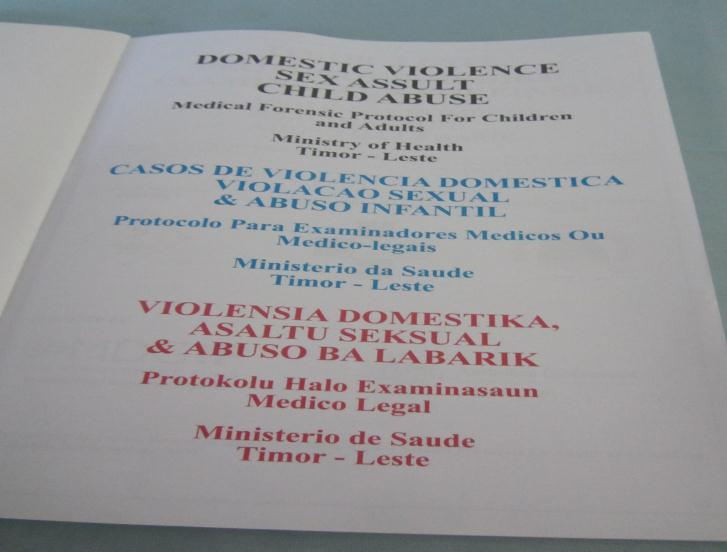 DOMESTIC VIOLENCE
SEX ASSULT
CHILD ABUSE
Medical Forensic Protocol For Children
and Adults
Ministry of Health
Timor - Leste
CASOS DE VIOLENCIA DOMESTICA
VIOLACAO SEXUAL
& ABUSO INFANTIL
Protocolo Para Examinadores Medicos Ou
Medico-legais
Ministerio da Saude
Timor - Leste
VIOLENSIA DOMESTIKA,
ASALTU SEKSUAL
& ABUSO BA LABARIK
Protokolu Halo Examinasaun
Medico Legal
Ministerio de Saude
Timor - Leste